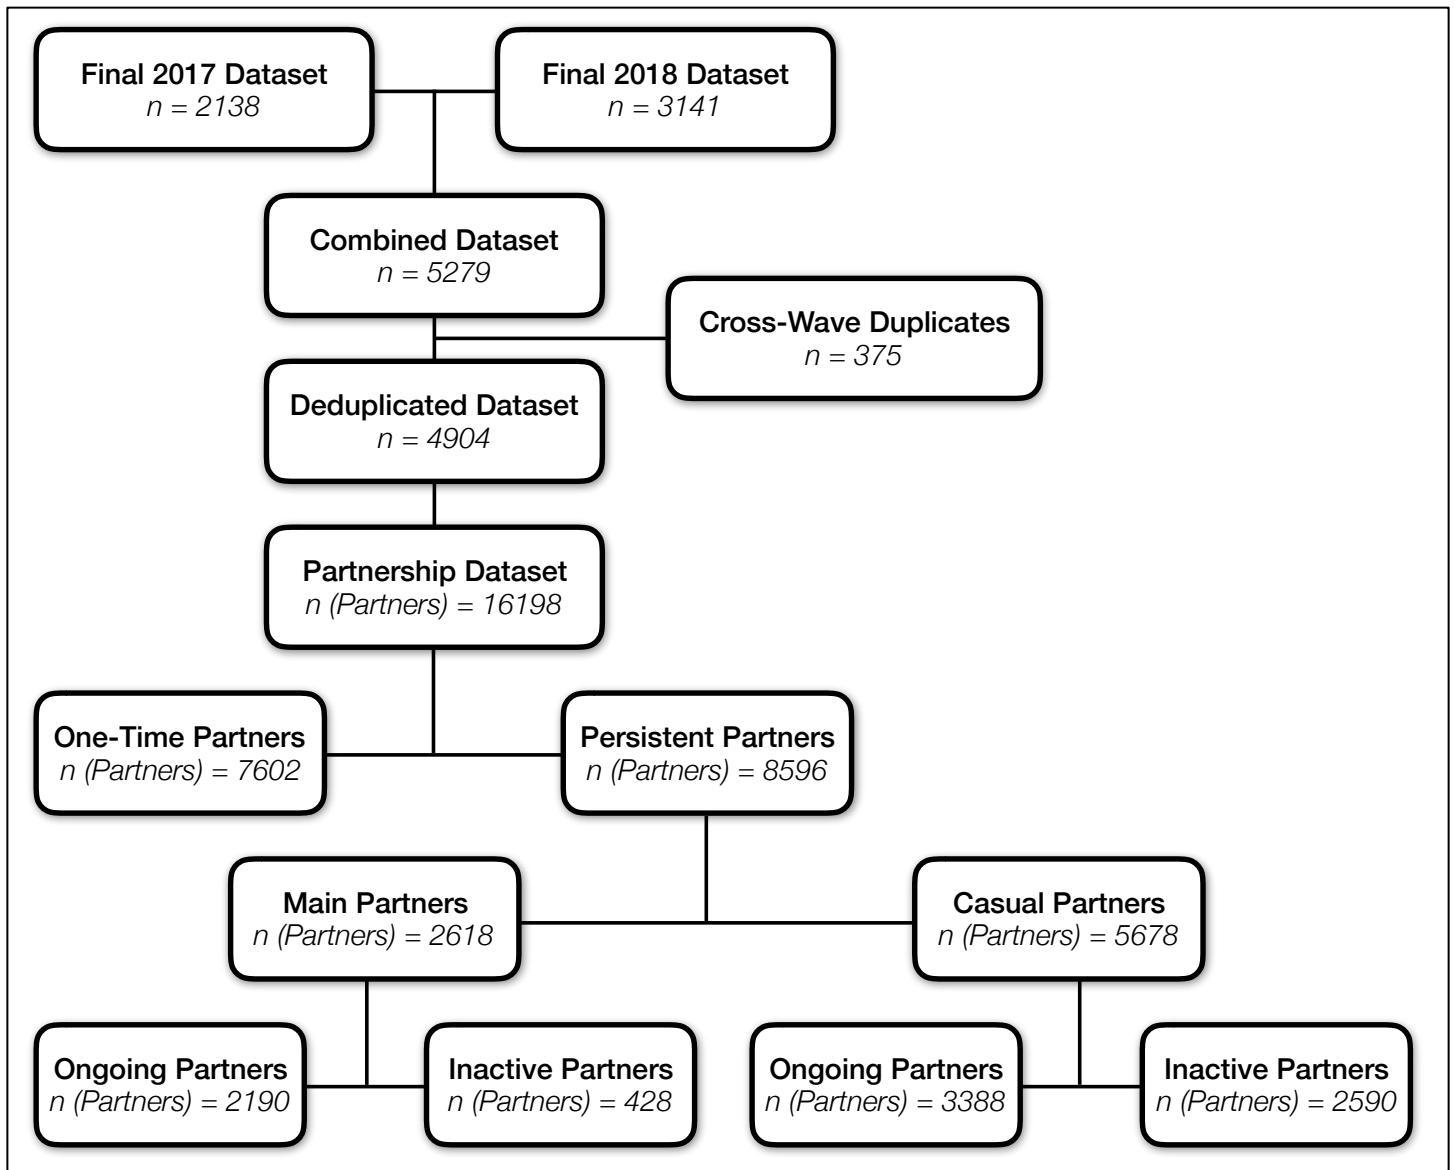 Final 2017 Dataset
n = 2138
Final 2018 Dataset
n = 3141
Combined Dataset
n = 5279
Cross-Wave Duplicates
n = 375
Deduplicated Dataset
n = 4904
Partnership Dataset
n (Partners) = 16198
One-Time Partners
n (Partners) = 7602
Persistent Partners
n (Partners) = 8596
Main Partners
n (Partners) = 2618
Casual Partners
n (Partners) = 5678
Ongoing Partners
n (Partners) = 2190
Inactive Partners
n (Partners) = 428
Ongoing Partners
n (Partners) = 3388
Inactive Partners
n (Partners) = 2590